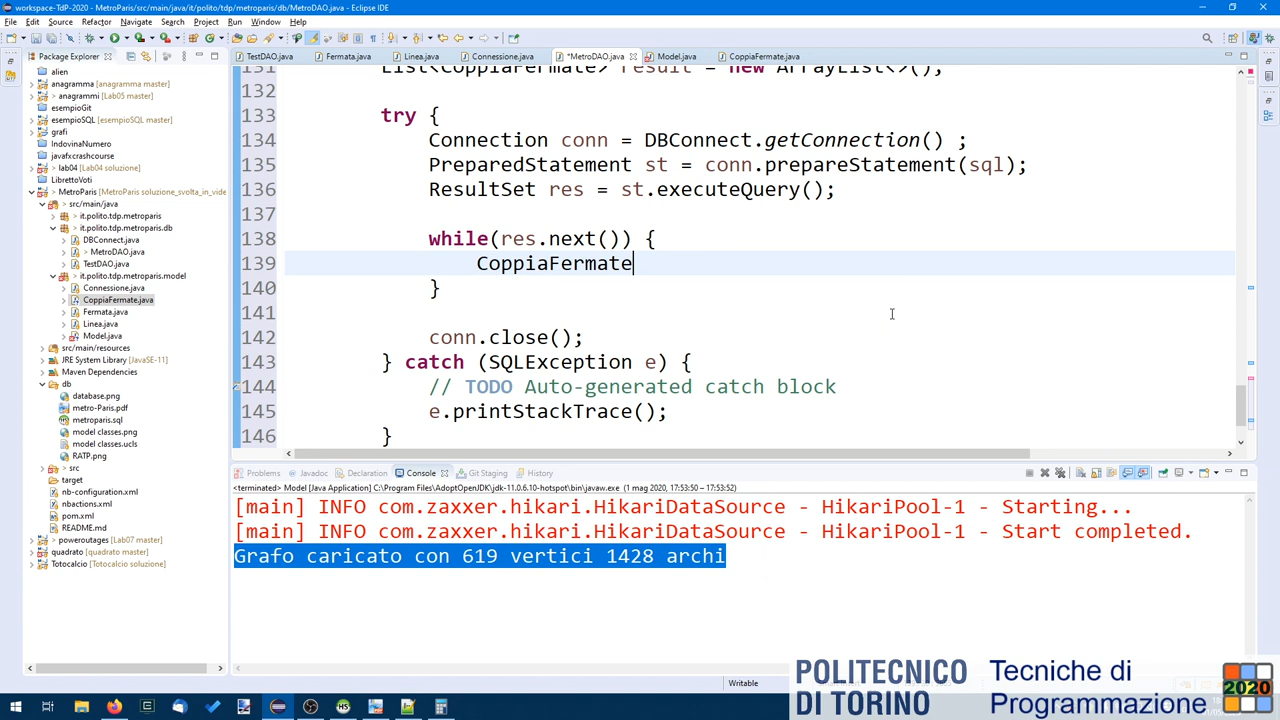 workspace-TdP-2020 - MetroParis/src/main/java/it/polito/tdp/metroparis/db/MetroDAO.java - Eclipse IDE
File Edit Source Refactor Navigate Search Project Run Window Help
Package Explorer
TestDAO.java Fermata.java Linea.java Connessione.java *MetroDAO.java Model.java CoppiaFermate.java
alien
anagramma [anagramma master]
> anagrammi [Lab05 master]
esempioGit
esempioSQL [esempioSQL master]
grafi
IndovinaNumero
javafxcrashcourse
> lab04 [Lab04 soluzione]
LibrettoVoti
> MetroParis [MetroParis soluzione_svolta_in_vide
src/main/java
> it.polito.tdp.metroparis
> it.polito.tdp.metroparis.db
DBConnect.java
> MetroDAO.java
TestDAO.java
> it.polito.tdp.metroparis.model
Connessione.java
CoppiaFermate.java
Fermata.java
Linea.java
Model.java
src/main/resources
JRE System Library [JavaSE-11]
Maven Dependencies
db
database.png
metro-Paris.pdf
metroparis.sql
model classes.png
model classes.ucls
RATP.png
src
target
nb-configuration.xml
nbactions.xml
pom.xml
README.md
> poweroutages [Lab07 master]
quadrato [quadrato master]
Totocalcio [Totocalcio soluzione]
131 List<CoppiaFermate> result = new ArrayList<>();
132
133 try {
134 Connection conn = DBConnect.getConnection() ;
135 PreparedStatement st = conn.prepareStatement(sql);
136 ResultSet res = st.executeQuery();
137
138 while(res.next()) {
139 CoppiaFermate
140 }
141
142 conn.close();
143 } catch (SQLException e) {
144 // TODO Auto-generated catch block
145 e.printStackTrace();
146 }
Problems Javadoc Declaration Console Git Staging History
<terminated> Model [Java Application] C:\Program Files\AdoptOpenJDK\jdk-11.0.6.10-hotspot\bin\javaw.exe (1 mag 2020, 17:53:50 – 17:53:52)
[main] INFO com.zaxxer.hikari.HikariDataSource - HikariPool-1 - Starting...
[main] INFO com.zaxxer.hikari.HikariDataSource - HikariPool-1 - Start completed.
Grafo caricato con 619 vertici 1428 archi
Writable
POLITECNICO
DI TORINO
Tecniche di
Programmazione
2020